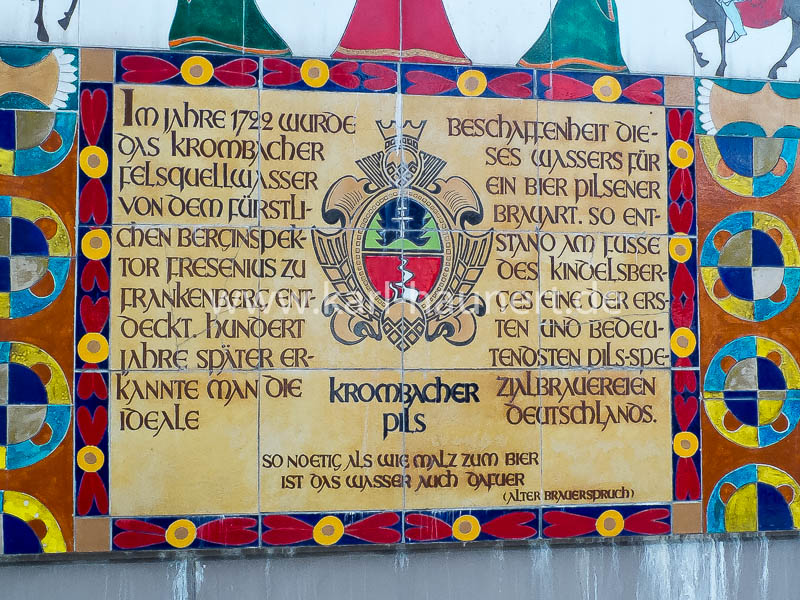 Im Jahre 1722 wurde
das Krombacher
Felsquellwasser
von dem Fürstli-
chen Berginspek-
tor Fresenius zu
Frankenberg ent-
deckt. Hundert
Jahre später er-
kannte man die
ideale
Beschaffenheit die-
ses Wassers für
ein Bier Pilsener
Brauart. So ent-
stand am Fusse
des Kindelsber-
ges eine der ers-
ten und bedeu-
tendsten Pils-Spe-
zialbrauereien
Deutschlands.
Krombacher
Pils
So noetig als wie Malz zum Bier
ist das Wasser auch dafuer
(Alter Brauerspruch)